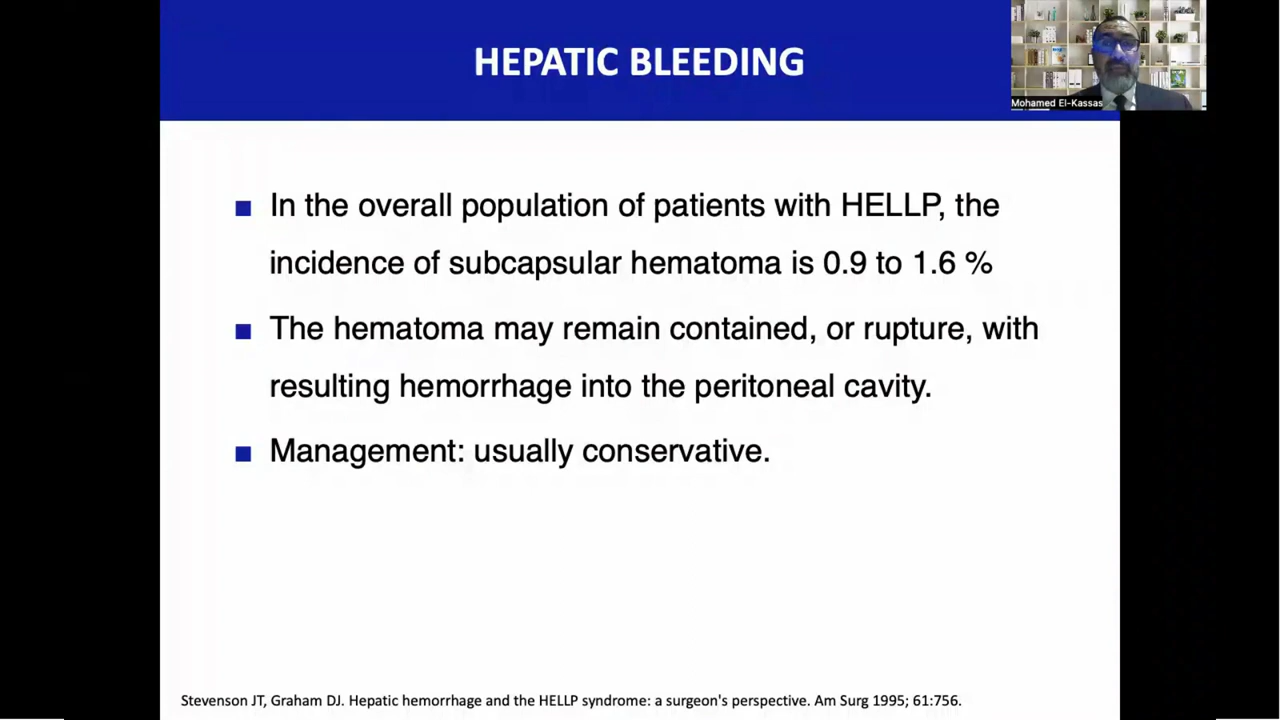 HEPATIC BLEEDING
Mohamed El-Kassas
In the overall population of patients with HELLP, the
incidence of subcapsular hematoma is 0.9 to 1.6 %
The hematoma may remain contained, or rupture, with
resulting hemorrhage into the peritoneal cavity.
Management: usually conservative.
Stevenson JT, Graham DJ. Hepatic hemorrhage and the HELLP syndrome: a surgeon's perspective. Am Surg 1995; 61:756.